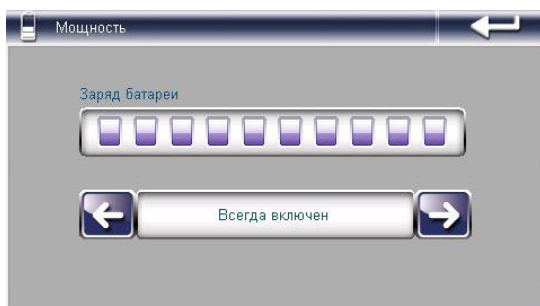 Мощность
Заряд батареи
Всегда включен